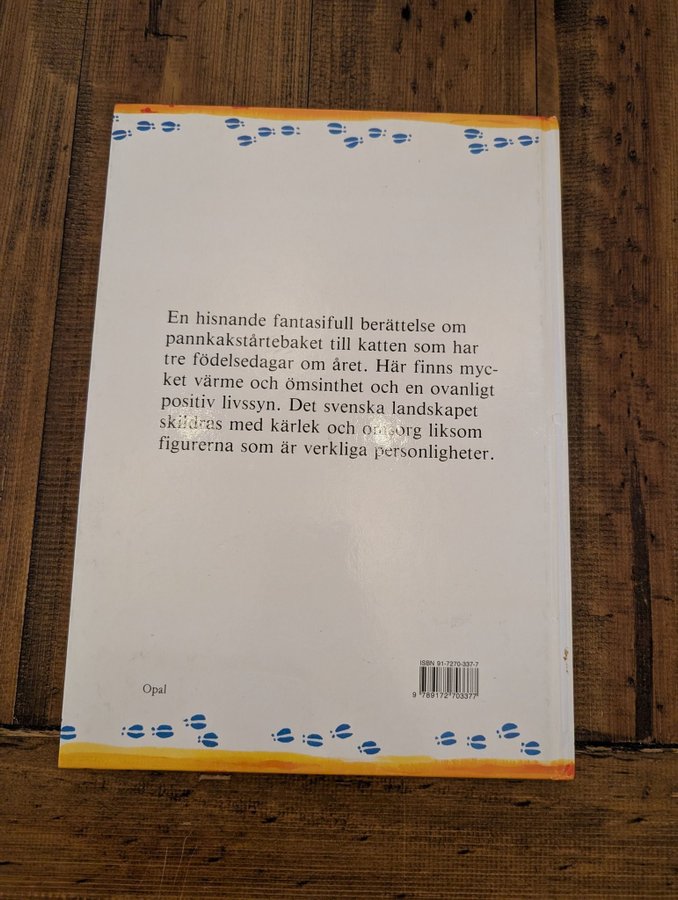 En hisnande fantasifull berättelse om
pannkakstårtebaket till katten som har
tre födelsedagar om året. Här finns myc-
ket värme och ömsinthet och en ovanligt
positiv livssyn. Det svenska landskapet
skildras med kärlek och omsorg liksom
figurerna som är verkliga personligheter.
ISBN 91-7270-337-7
9 789172 703377
Opal